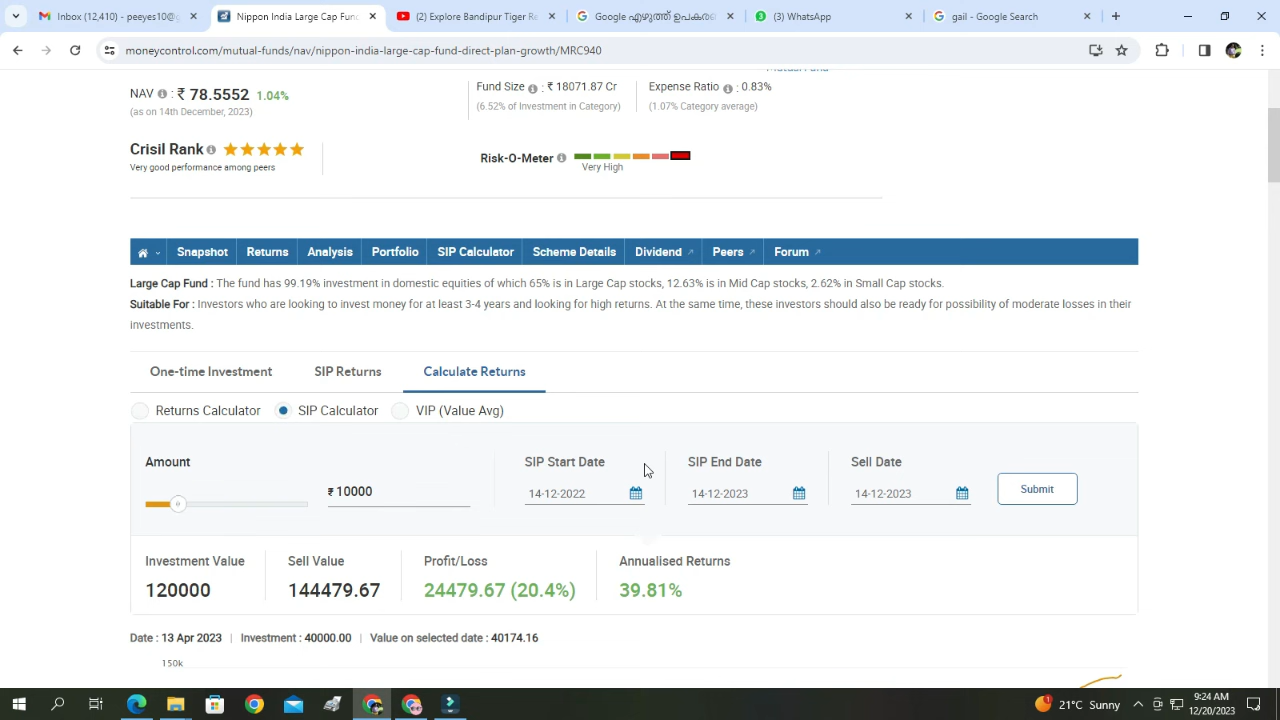 Inbox (12,410) - peeyes10@g
Nippon India Large Cap Func
(2) Explore Bandipur Tiger Re
Google എഴുത്ത് ഉപകരണ
(3) WhatsApp
gail - Google Search
moneycontrol.com/mutual-funds/nav/nippon-india-large-cap-fund-direct-plan-growth/MRC940
Mutual Fund
NAV : ₹ 78.5552 1.04%
(as on 14th December, 2023)
Fund Size : ₹ 18071.87 Cr
(6.52% of Investment in Category)
Expense Ratio : 0.83%
(1.07% Category average)
Crisil Rank
Very good performance among peers
Risk-O-Meter
Very High
Snapshot Returns Analysis Portfolio SIP Calculator Scheme Details Dividend Peers Forum
Large Cap Fund : The fund has 99.19% investment in domestic equities of which 65% is in Large Cap stocks, 12.63% is in Mid Cap stocks, 2.62% in Small Cap stocks.
Suitable For : Investors who are looking to invest money for at least 3-4 years and looking for high returns. At the same time, these investors should also be ready for possibility of moderate losses in their
investments.
One-time Investment SIP Returns Calculate Returns
Returns Calculator SIP Calculator VIP (Value Avg)
Amount
₹ 10000
SIP Start Date
14-12-2022
SIP End Date
14-12-2023
Sell Date
14-12-2023
Submit
Investment Value
120000
Sell Value
144479.67
Profit/Loss
24479.67 (20.4%)
Annualised Returns
39.81%
Date : 13 Apr 2023 | Investment : 40000.00 | Value on selected date : 40174.16
150k
21°C Sunny
9:24 AM
12/20/2023